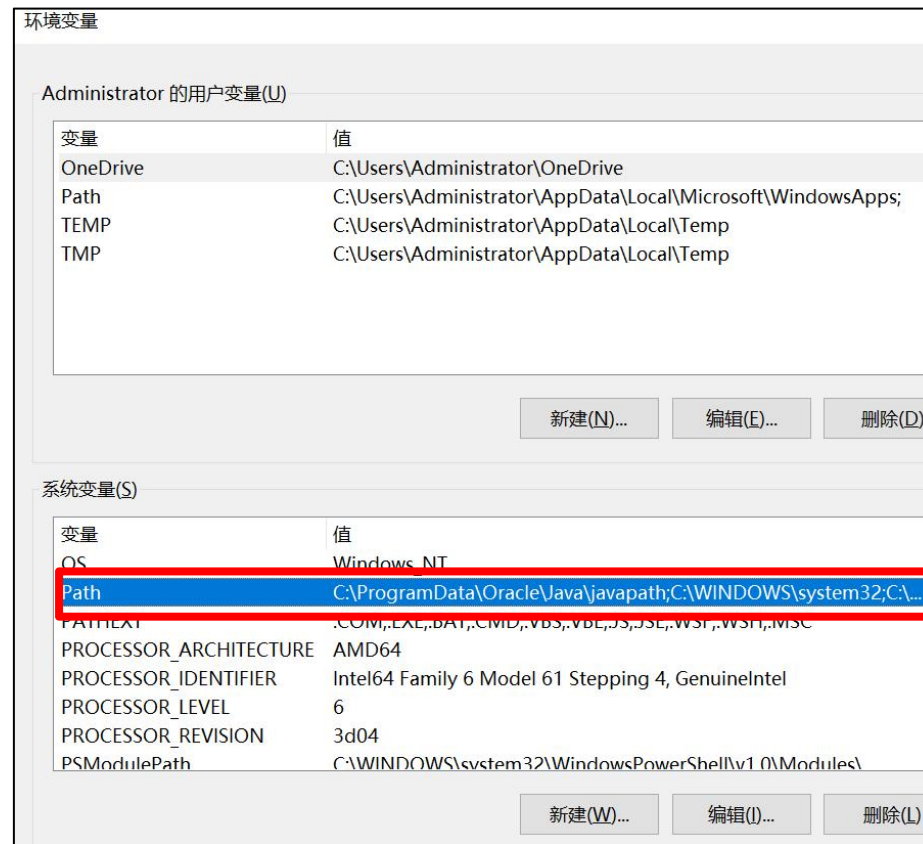 环境变量
Administrator 的用户变量(U)
变量 值
OneDrive C:\Users\Administrator\OneDrive
Path C:\Users\Administrator\AppData\Local\Microsoft\WindowsApps;
TEMP C:\Users\Administrator\AppData\Local\Temp
TMP C:\Users\Administrator\AppData\Local\Temp
新建(N)... 编辑(E)... 删除(D)
系统变量(S)
变量 值
OS Windows_NT
Path C:\ProgramData\Oracle\Java\javapath;C:\WINDOWS\system32;C:\...
PATHEXT .COM;.EXE;.BAT;.CMD;.VBS;.VBE;.JS;.JSE;.WSF;.WSH;.MSC
PROCESSOR_ARCHITECTURE AMD64
PROCESSOR_IDENTIFIER Intel64 Family 6 Model 61 Stepping 4, GenuineIntel
PROCESSOR_LEVEL 6
PROCESSOR_REVISION 3d04
PSModulePath C:\WINDOWS\system32\WindowsPowerShell\v1.0\Modules\
新建(W)... 编辑(I)... 删除(L)